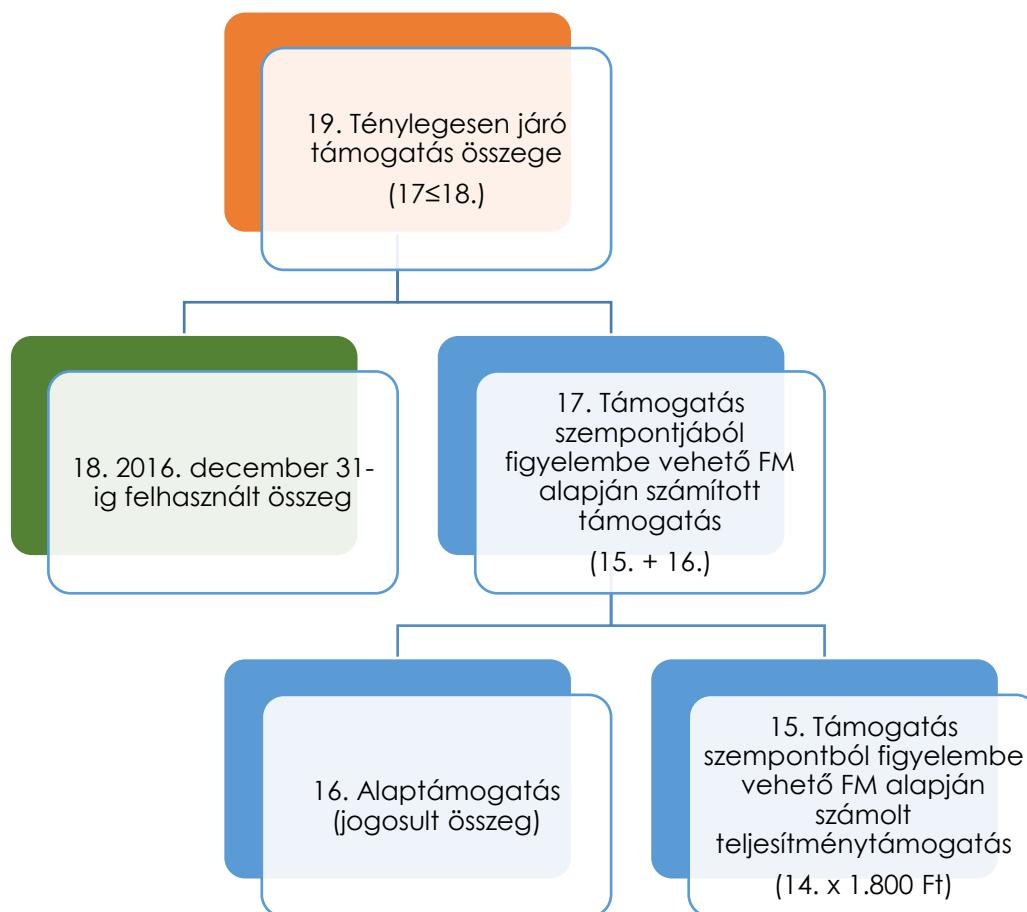 19. Ténylegesen járó
támogatás összege
(17≤18.)
18. 2016. december 31-
ig felhasznált összeg
17. Támogatás
szempontjából
figyelembe vehető FM
alapján számított
támogatás
(15. + 16.)
16. Alaptámogatás
(jogosult összeg)
15. Támogatás
szempontból figyelembe
vehető FM alapján
számolt
teljesítménytámogatás
(14. x 1.800 Ft)